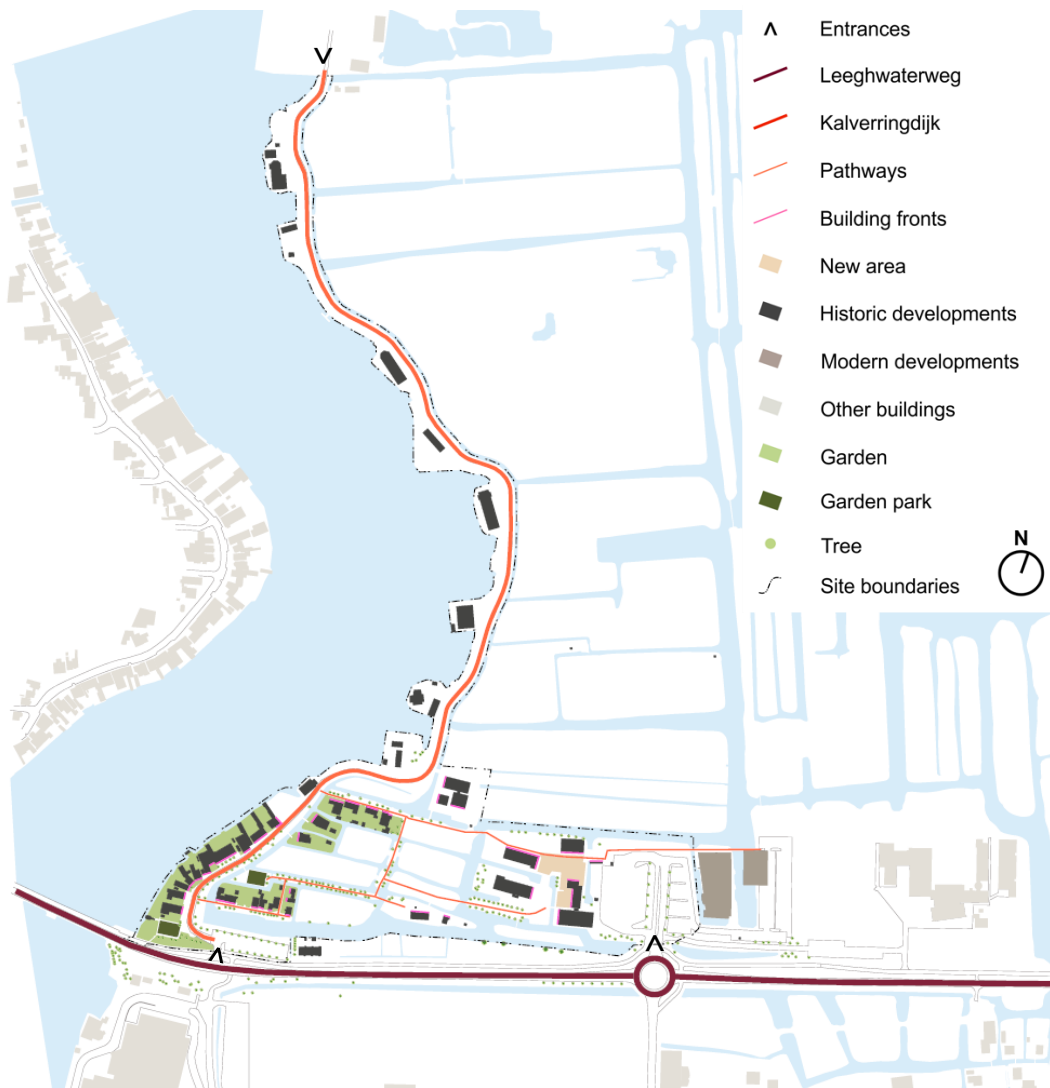 Entrances
Leeghwaterweg
Kalverringdijk
Pathways
Building fronts
New area
Historic developments
Modern developments
Other buildings
Garden
Garden park
Tree
Site boundaries
N